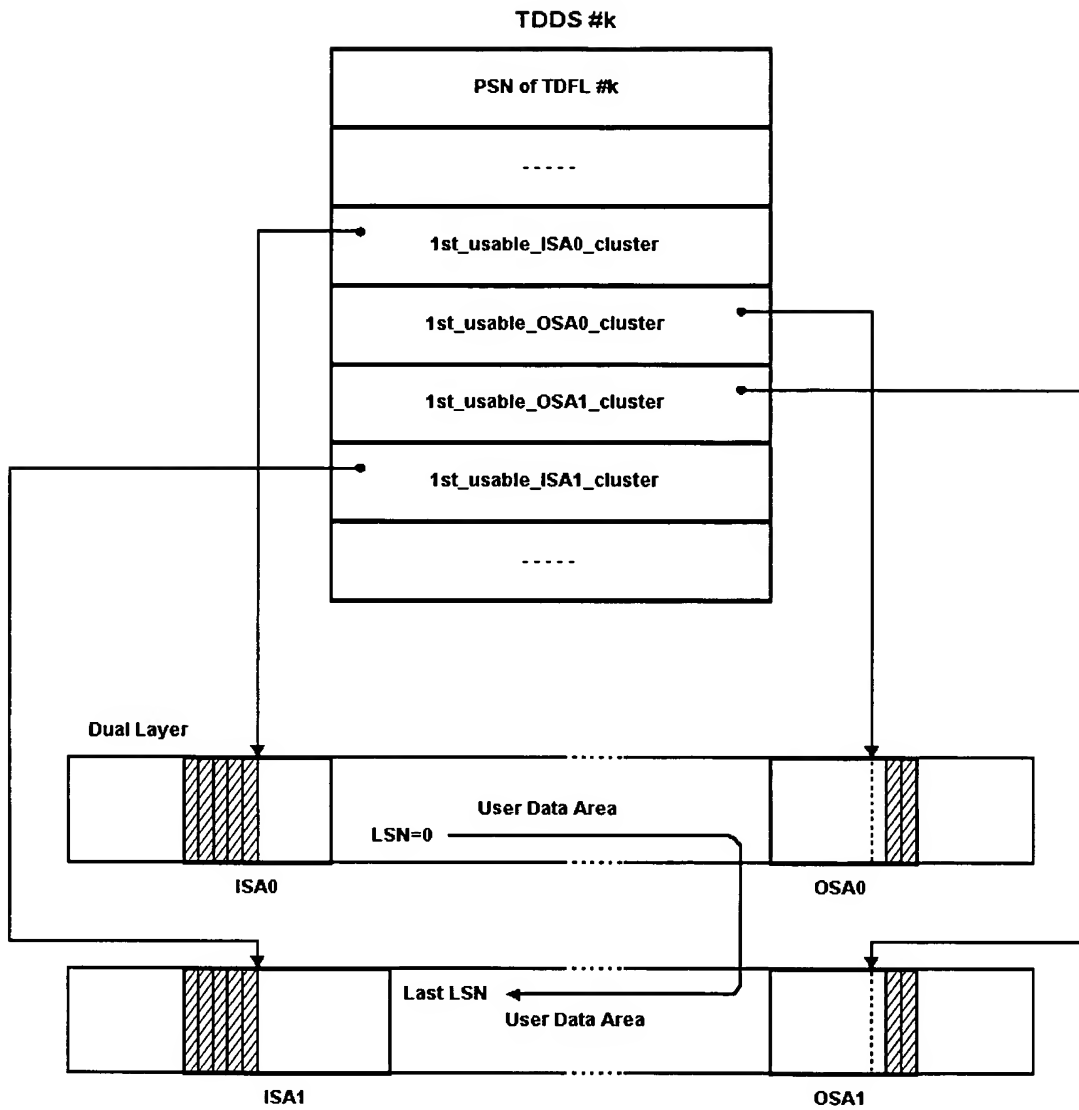 TDDS #k
PSN of TDFL #k
-----
1st_usable_ISA0_cluster
1st_usable_OSA0_cluster
1st_usable_OSA1_cluster
1st_usable_ISA1_cluster
-----
Dual Layer
User Data Area
LSN=0
ISA0
OSA0
Last LSN
User Data Area
ISA1
OSA1